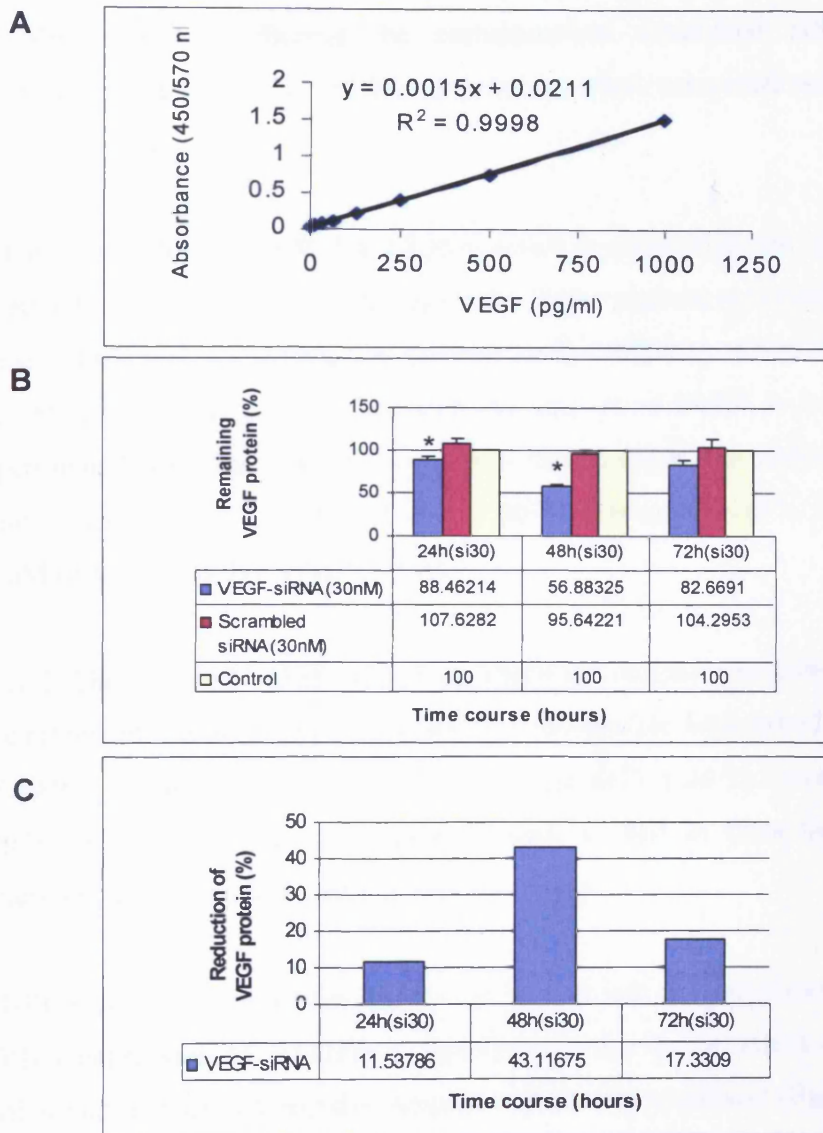 A
Absorbance (450/570 nl
2
1.5
1
0.5
0
y = 0.0015x + 0.0211
R² = 0.9998
0 250 500 750 1000 1250
VEGF (pg/ml)
B
Remaining
VEGF protein (%)
150
100
50
0
* *
24h(si30) 48h(si30) 72h(si30)
VEGF-siRNA(30nM) 88.46214 56.88325 82.6691
Scrambled
siRNA(30nM) 107.6282 95.64221 104.2953
Control 100 100 100
Time course (hours)
C
Reduction of
VEGF protein (%)
50
40
30
20
10
0
24h(si30) 48h(si30) 72h(si30)
VEGF-siRNA 11.53786 43.11675 17.3309
Time course (hours)